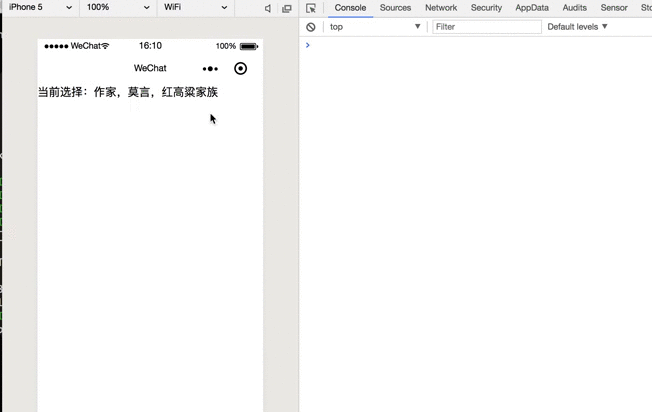 iPhone 5 100% WiFi
Console Sources Network Security AppData Audits Sensor
top Filter Default levels
WeChat 16:10 100%
WeChat
当前选择：作家，莫言，红高粱家族